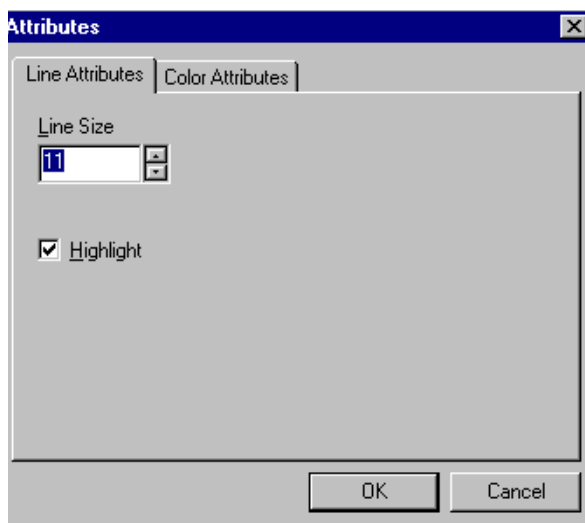 Attributes
Line Attributes Color Attributes
Line Size
11
Highlight
OK Cancel